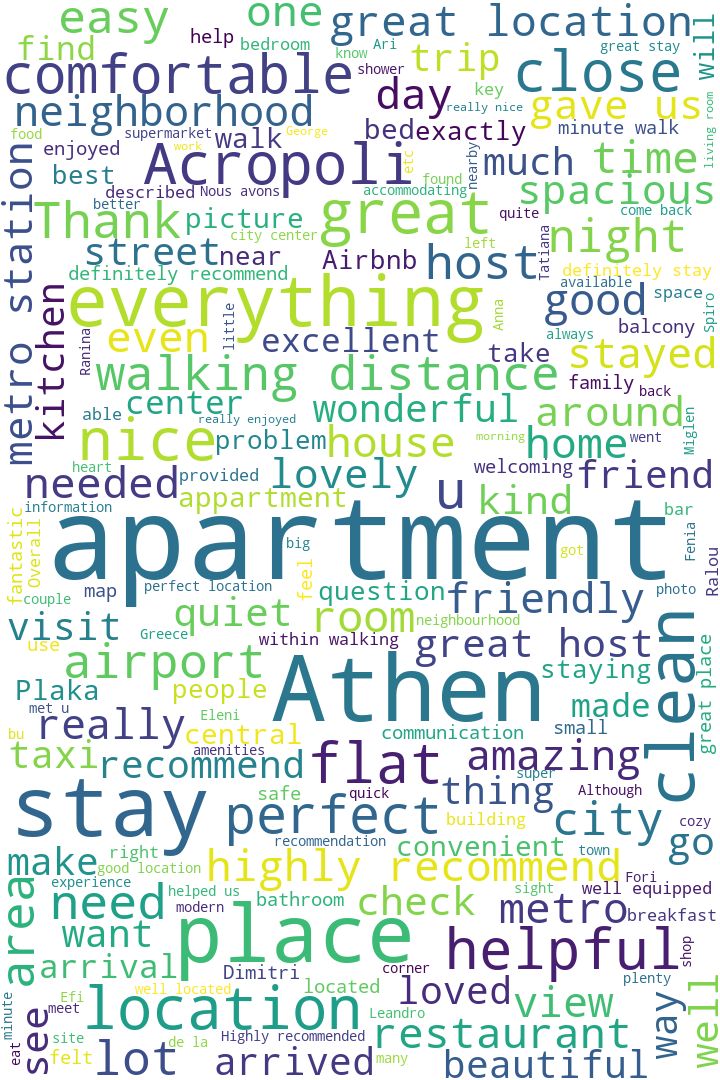 easy
one
great location
will
find
help
bedroom
know
Ari
trip
great stay
comfortable
shower
close
day
key
really nice
neighborhood
gave us
living room
food
supermarket
walk
George
bed
exactly
minute walk
work
enjoyed
Acropoli
etc
much
time
best
described
Nous avons
accommodating
found
nearby
spacious
better
Thank
picture
great
quite
come back
city center
night
metro station
street
near
Airbnb
host
left
Tatiana
definitely recommend
definitely stay
available
everything
good
space
Spiro
kitchen
Ranina
even
little
excellent
Anna
always
balcony
take
stayed
walking distance
family
back
able
center
really enjoyed
wonderful
around
nice
problem
house
morning
home
went
Miglen
heart
needed
provided
lovely
u
welcoming
kind
friend
information
appartment
bar
fantastic
Overall
apartment
big
got
Fenia
Ralou
couple
map
perfect location
feel
question
friendly
photo
visit
quiet
room
neighbourhood
use
Greece
within walking
great host
clean
airport
Athen
staying
great place
Plaka
people
made
met u
Eleni
bu
really
central
communication
small
taxi
recommend
amenities
flat
amazing
super
stay
safe
quick
thing
Although
perfect
building
city
cozy
recommendation
town
go
make
right
convenient
good location
highly recommend
Fori
area
experience
helped us
sight
well equipped
need
modern
bathroom
check
metro
breakfast
want
place
helpful
shop
arrival
Dimitri
corner
located
plenty
well located
loved
minute
Efi
meet
location
Leandro
view
way
well
see
site
de la
Highly recommended
restaurant
eat
felt
lot
arrived
many
beautiful